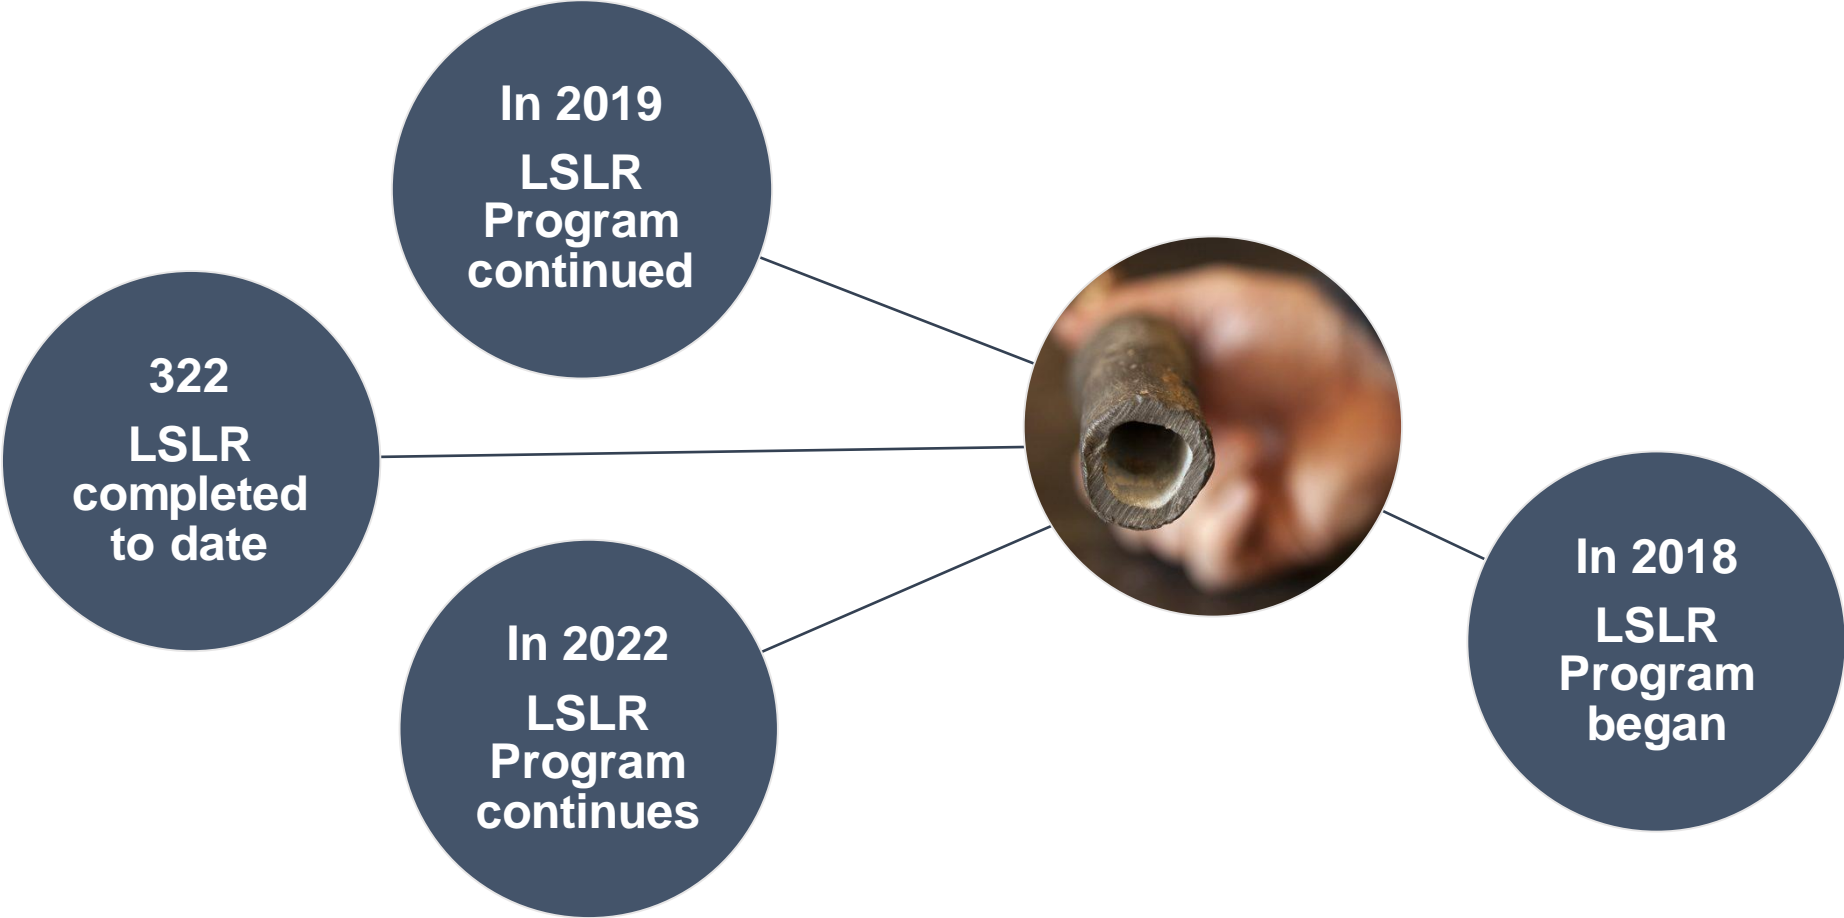 In 2019
LSLR
Program
continued
322
LSLR
completed
to date
In 2022
LSLR
Program
continues
In 2018
LSLR
Program
began